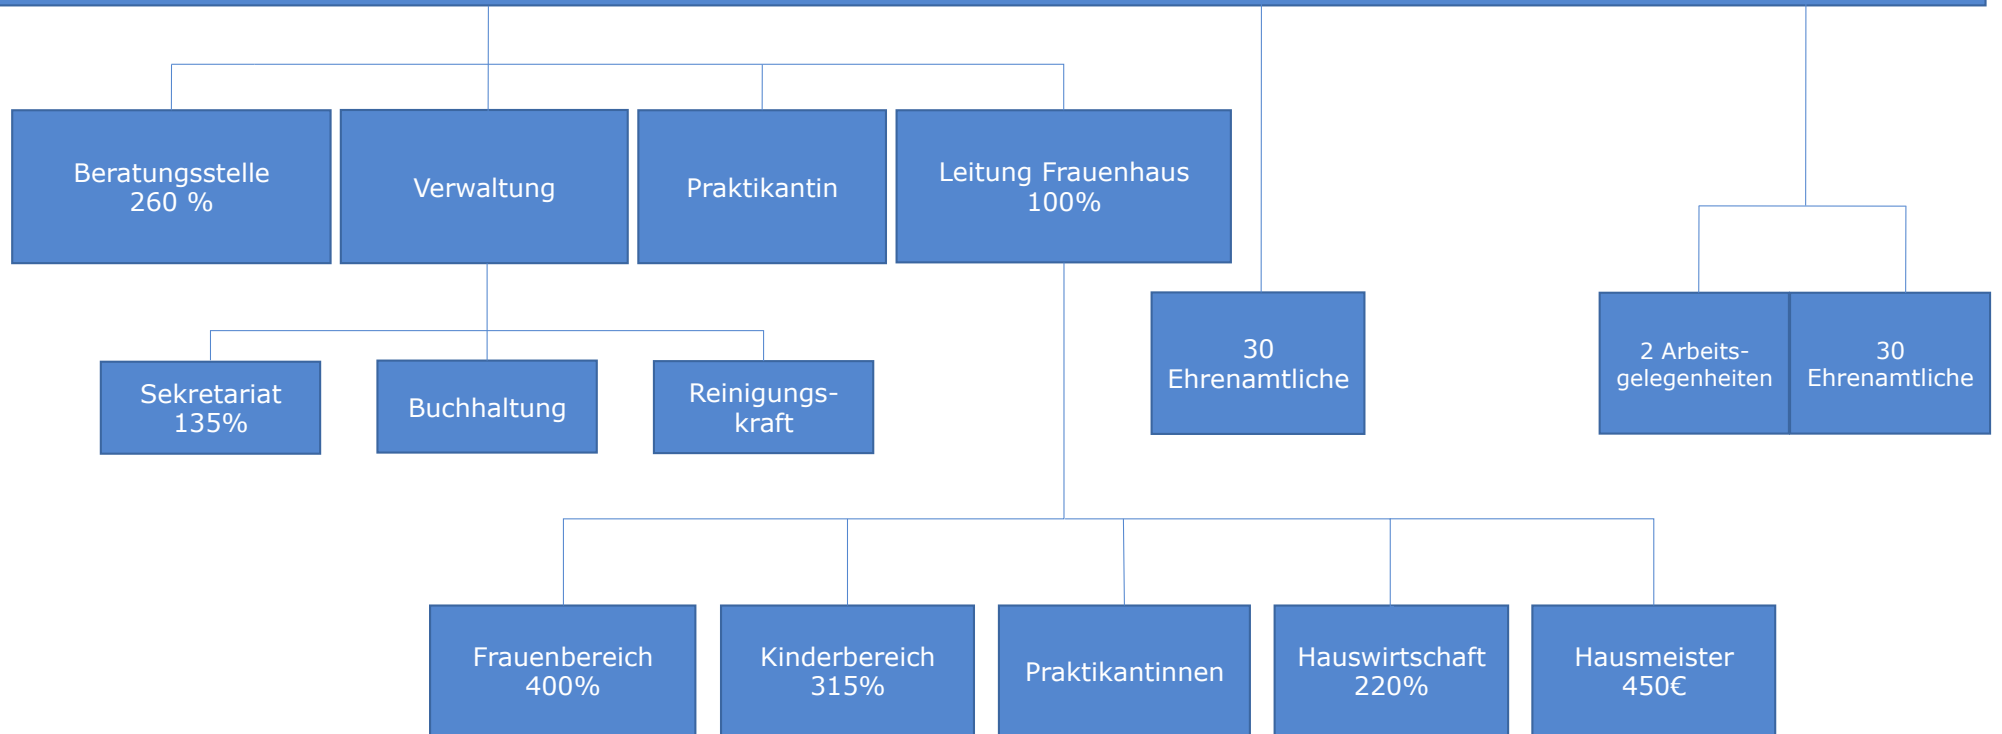 Beratungsstelle
260 %
Verwaltung
Praktikantin
Leitung Frauenhaus
100%
30
Ehrenamtliche
2 Arbeits-
gelegenheiten
30
Ehrenamtliche
Sekretariat
135%
Buchhaltung
Reinigungs-
kraft
Frauenbereich
400%
Kinderbereich
315%
Praktikantinnen
Hauswirtschaft
220%
Hausmeister
450€